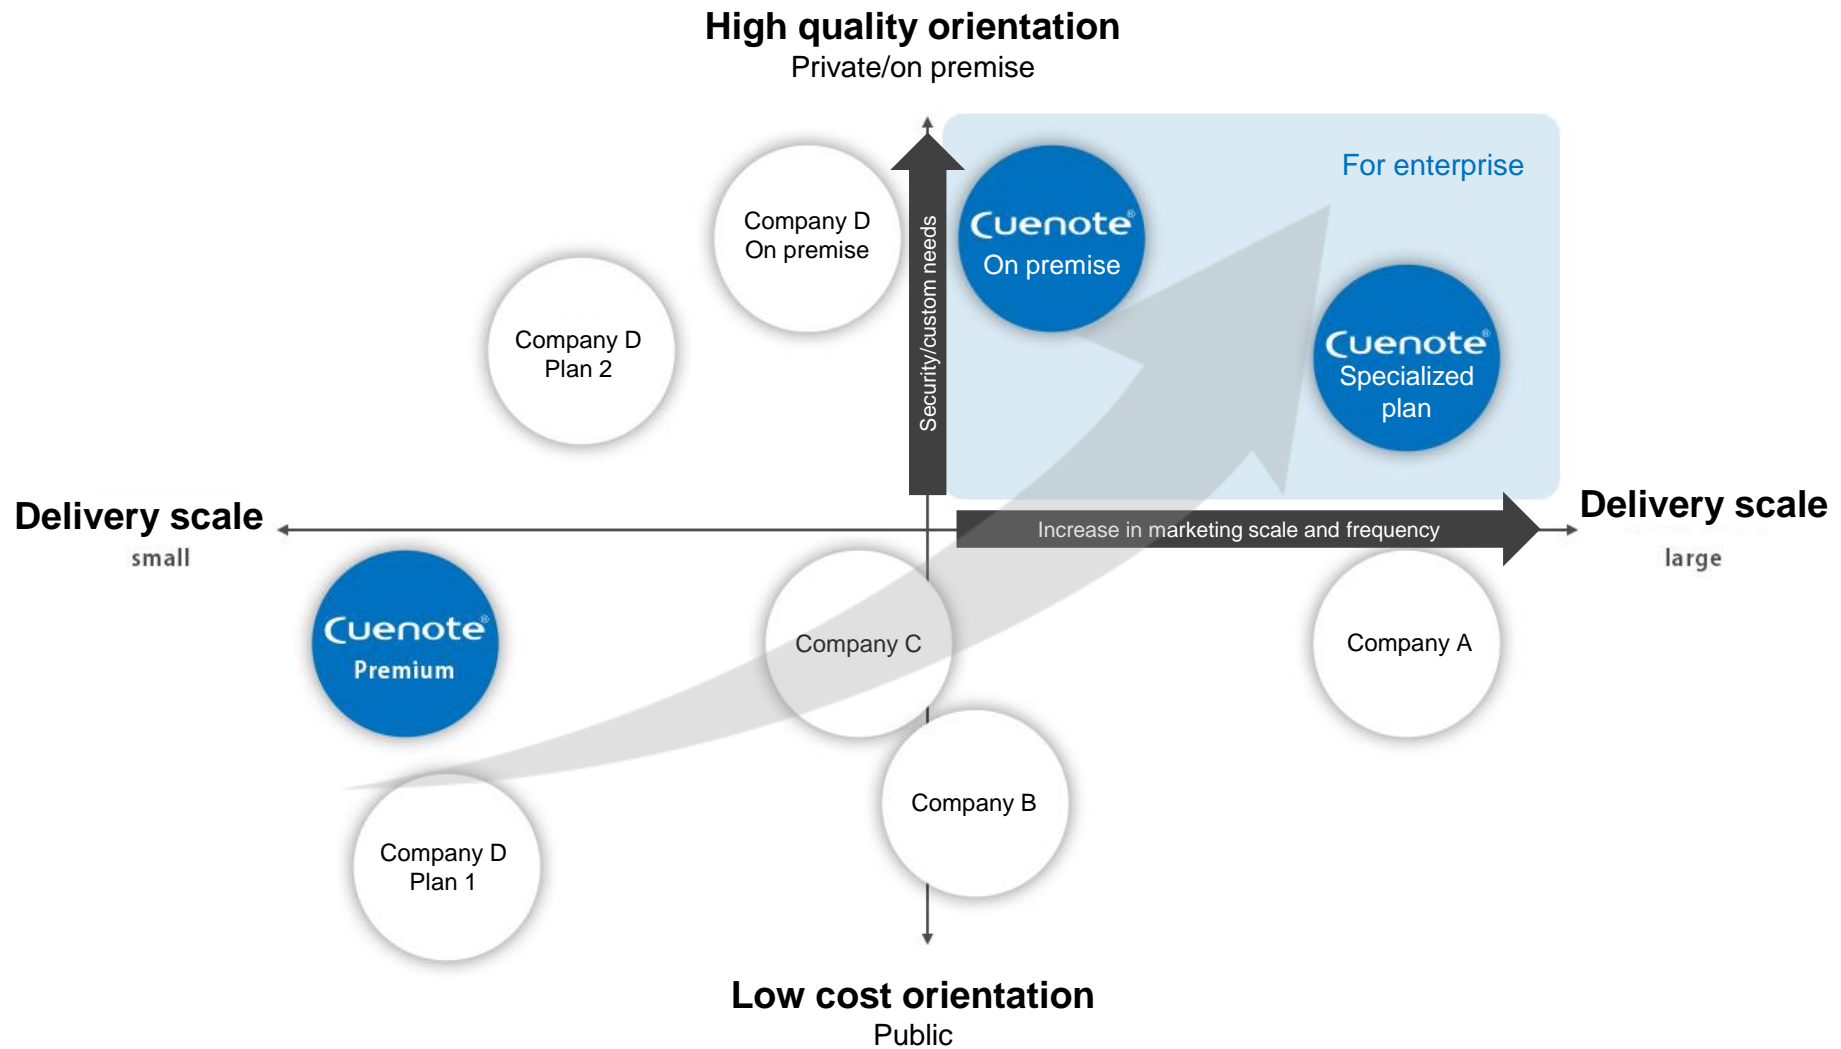 High quality orientation
Private/on premise
For enterprise
Company D
On premise
Cuenote®
On premise
Security/custom needs
Company D
Plan 2
Cuenote®
Specialized
plan
Delivery scale
small
Increase in marketing scale and frequency
Delivery scale
large
Cuenote®
Premium
Company C
Company A
Company B
Company D
Plan 1
Low cost orientation
Public